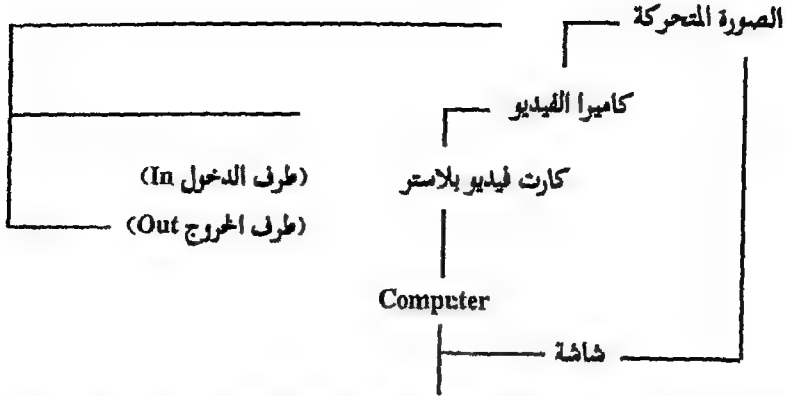 الصورة المتحركة
كاميرا الفيديو
كارت فيديو بلاستر (طرف الدخول In)
(طرف الخروج Out)
Computer
شاشة